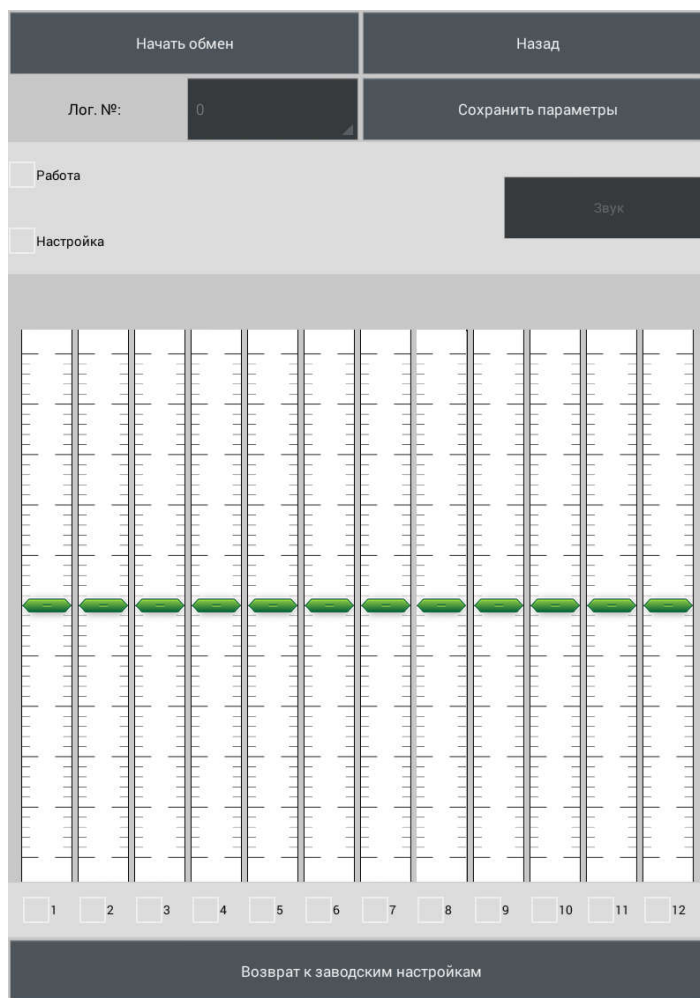 Начать обмен
Назад
Лог. №:
0
Сохранить параметры
Работа
Звук
Настройка
1 2 3 4 5 6 7 8 9 10 11 12
Возврат к заводским настройкам